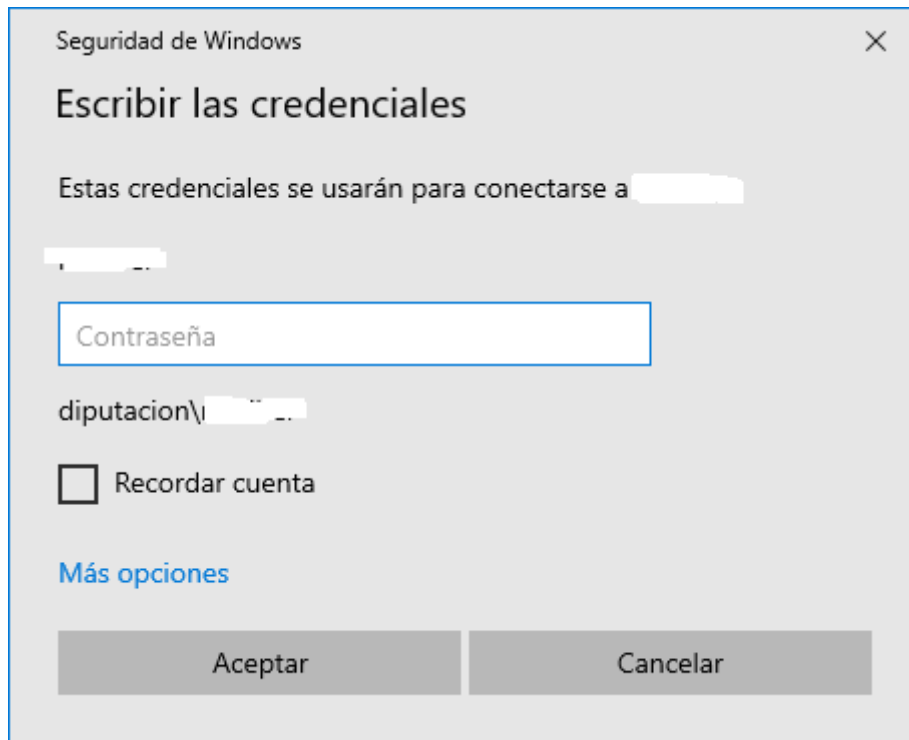 Seguridad de Windows
Escribir las credenciales
Estas credenciales se usarán para conectarse a
Contraseña
diputacion\
Recordar cuenta
Más opciones
Aceptar
Cancelar